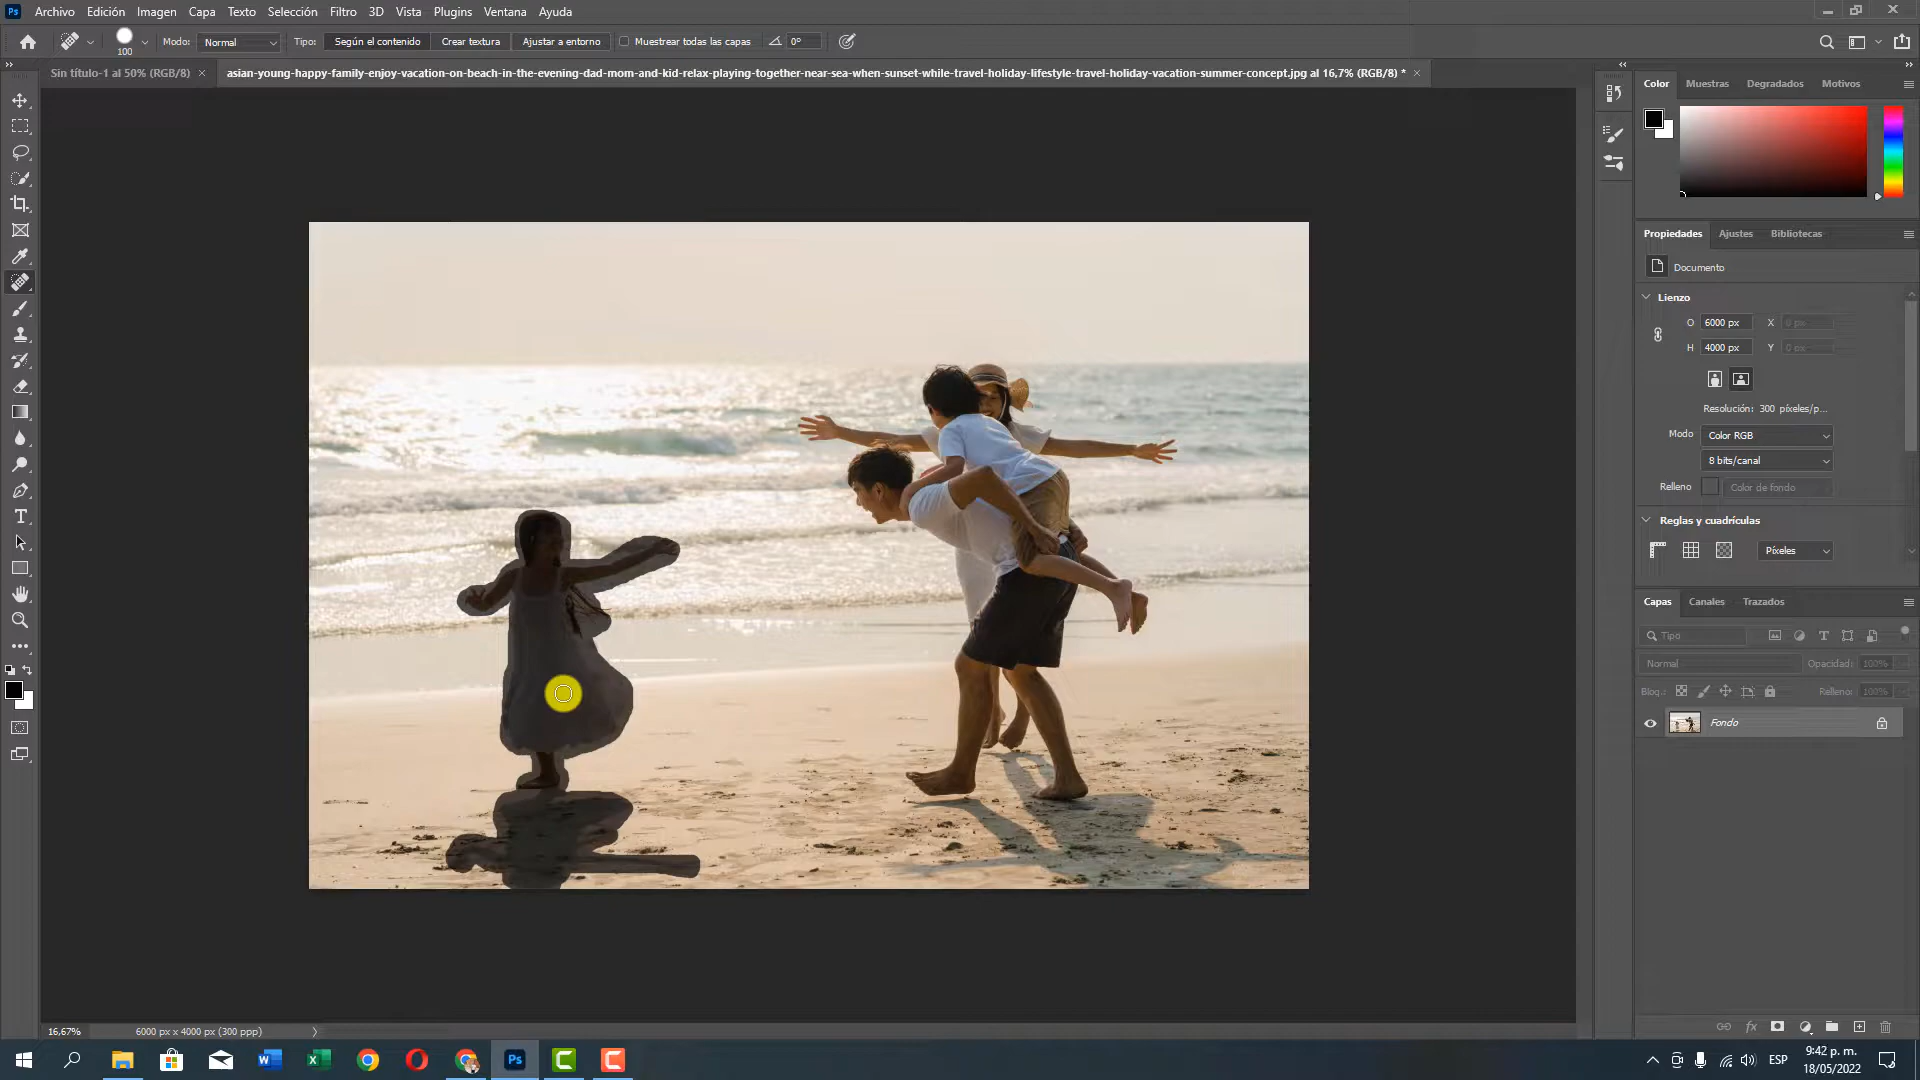 Ps Archivo Edición Imagen Capa Texto Selección Filtro 3D Vista Plugins Ventana Ayuda
100 Modo: Normal Tipo: Según el contenido Crear textura Ajustar a entorno Muestrear todas las capas 0°
Sin título-1 al 50% (RGB/8) × asian-young-happy-family-enjoy-vacation-on-beach-in-the-evening-dad-mom-and-kid-relax-playing-together-near-sea-when-sunset-while-travel-holiday-lifestyle-travel-holiday-vacation-summer-concept.jpg al 16,7% (RGB/8) * ×
Color Muestras Degradados Motivos
Propiedades Ajustes Bibliotecas
Documento
Lienzo
O 6000 px X 0 px
H 4000 px Y 0 px
Resolución: 300 píxeles/p...
Modo Color RGB
8 bits/canal
Relleno Color de fondo
Reglas y cuadrículas
Píxeles
Capas Canales Trazados
Tipo
Normal Opacidad: 100%
Bloq.: Relleno: 100%
Fondo
fx
16,67% 6000 px x 4000 px (300 ppp)
ESP
9:42 p. m.
18/05/2022